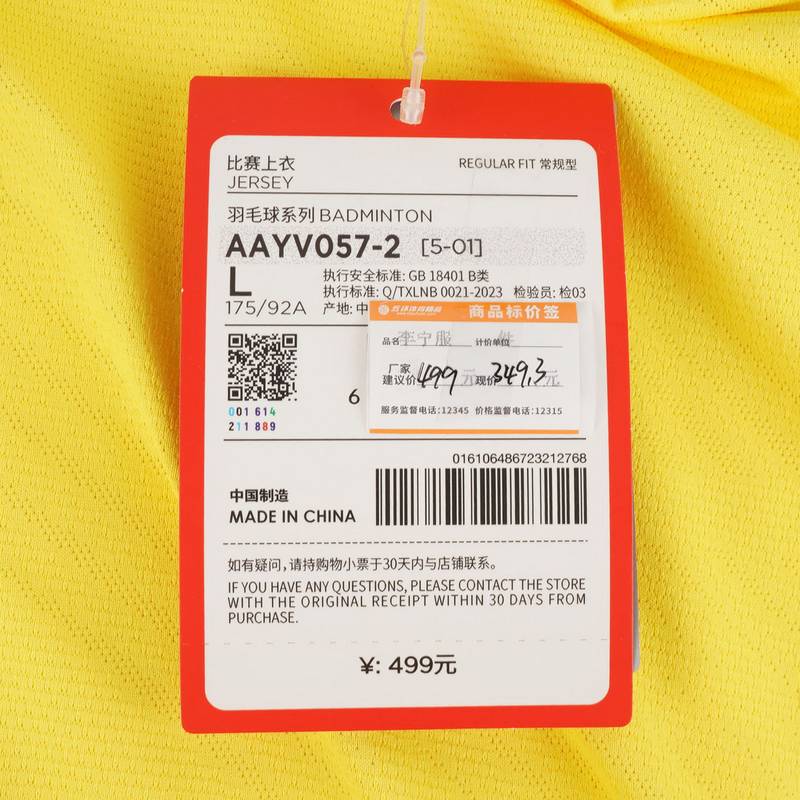 比赛上衣
REGULAR FIT 常规型
JERSEY
羽毛球系列 BADMINTON
AAYV057-2 [5-01]
L
175/92A
执行安全标准: GB 18401 B类
执行标准: Q/TXLNB 0021-2023 检验员: 检03
产地: 中
商品标价签
品名 李宁服 计价单位 件
厂家
建议价 499 元 现价 349.3 元
服务监督电话:12345 价格监督电话:12315
6
001 614
211 889
016106486723212768
中国制造
MADE IN CHINA
如有疑问,请持购物小票于30天内与店铺联系。
IF YOU HAVE ANY QUESTIONS, PLEASE CONTACT THE STORE
WITH THE ORIGINAL RECEIPT WITHIN 30 DAYS FROM
PURCHASE.
¥: 499元